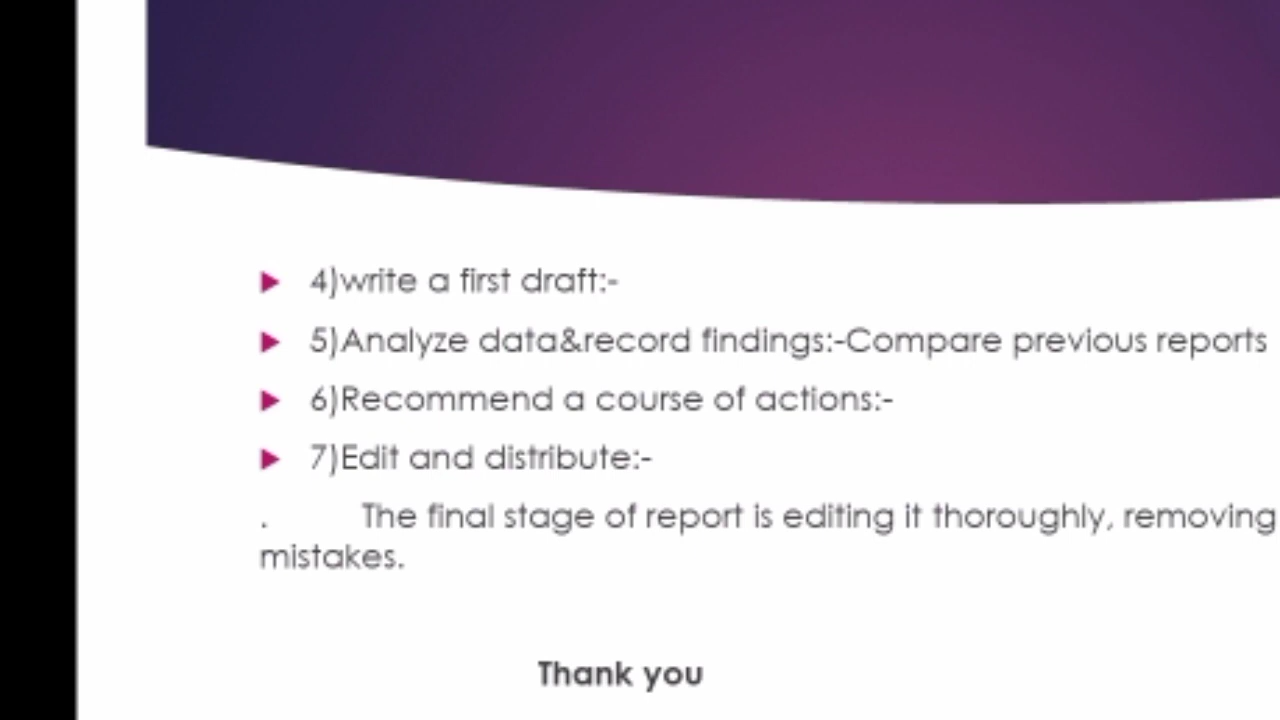 4)write a first draft:-
5)Analyze data&record findings:-Compare previous reports
6)Recommend a course of actions:-
7)Edit and distribute:-
. The final stage of report is editing it thoroughly, removing
mistakes.
Thank you